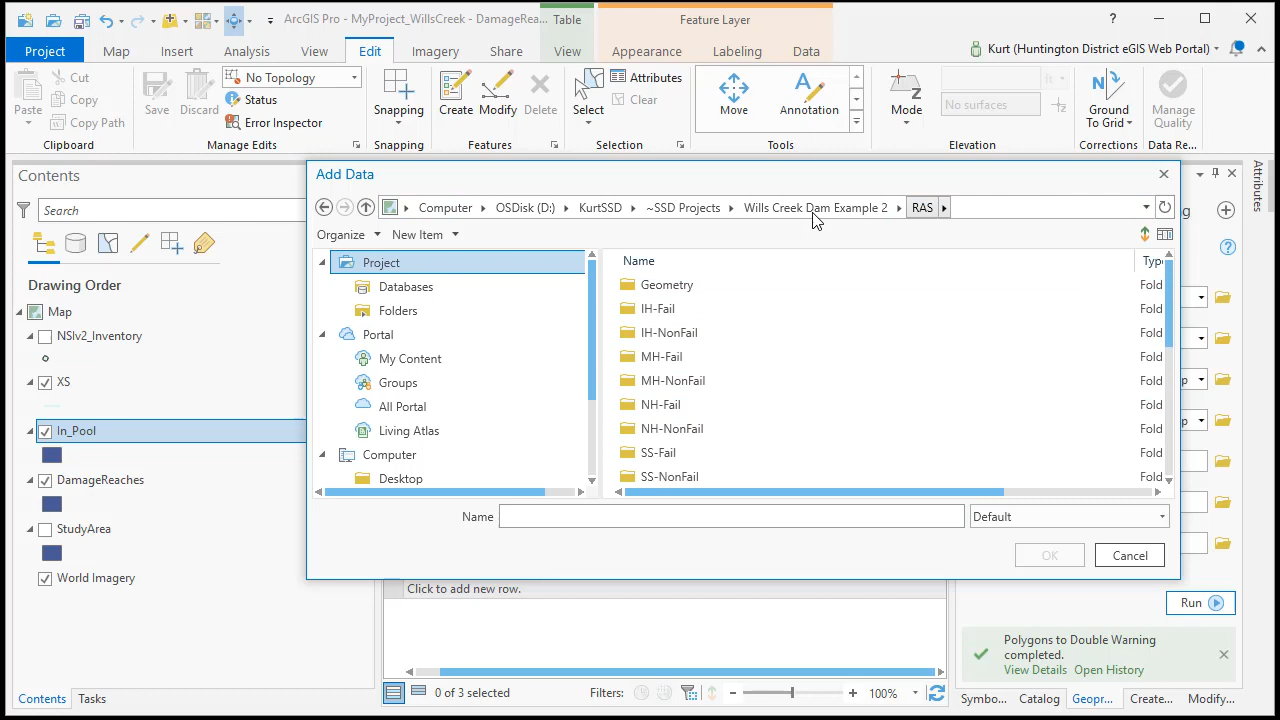 ArcGIS Pro - MyProject_WillsCreek - DamageRea...
Table
Feature Layer
?
Project
Map
Insert
Analysis
View
Edit
Imagery
Share
View
Appearance
Labeling
Data
Kurt (Huntington District eGIS Web Portal)
Paste
Cut
Copy
Copy Path
Clipboard
Save
Discard
No Topology
Status
Error Inspector
Manage Edits
Snapping
Snapping
Create
Modify
Delete
Features
Select
Attributes
Clear
Selection
Move
Annotation
Tools
Mode
It
No surfaces
Elevation
Ground
To Grid
Corrections
Manage
Quality
Data Re...
Contents
Search
Drawing Order
Map
NSIv2_Inventory
XS
In_Pool
DamageReaches
StudyArea
World Imagery
Contents
Tasks
Add Data
Computer
OSDisk (D:)
KurtSSD
~SSD Projects
Wills Creek Dam Example 2
RAS
Organize
New Item
Project
Databases
Folders
Portal
My Content
Groups
All Portal
Living Atlas
Computer
Desktop
Name
Type
Geometry Fold
IH-Fail Fold
IH-NonFail Fold
MH-Fail Fold
MH-NonFail Fold
NH-Fail Fold
NH-NonFail Fold
SS-Fail Fold
SS-NonFail Fold
Name
Default
OK
Cancel
Click to add new row.
0 of 3 selected
Filters:
100%
ng
?
p
p
Run
Polygons to Double Warning
completed.
View Details Open History
Symbo...
Catalog
Geopr...
Create...
Modify...
Attributes